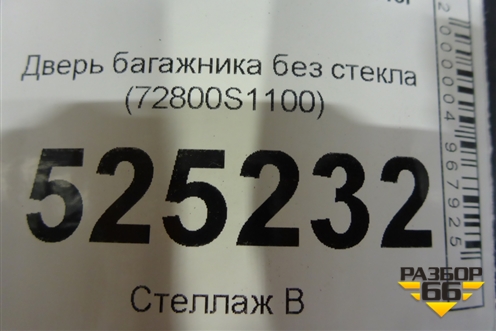 Дверь багажника без стекла
(72800S1100)
525232
Стеллаж В
2000004967925
РАЗБОР
66